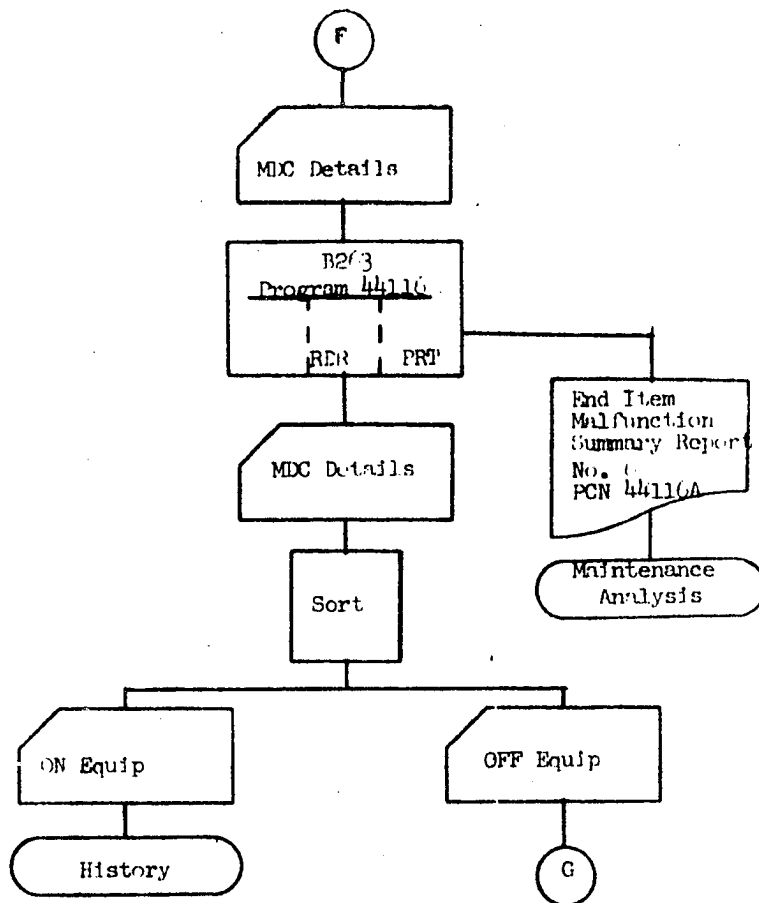 F
MDC Details
B263
Program 44116
RDR PRT
End Item
Malfunction
Summary Report
No.
PCN 44116A
MDC Details
Maintenance
Analysis
Sort
ON Equip
OFF Equip
History
G